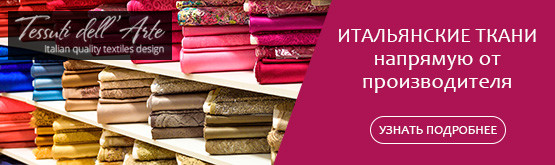 Tessuti dell' Arte
Italian quality textiles design
ИТАЛЬЯНСКИЕ ТКАНИ
напрямую от
производителя
УЗНАТЬ ПОДРОБНЕЕ